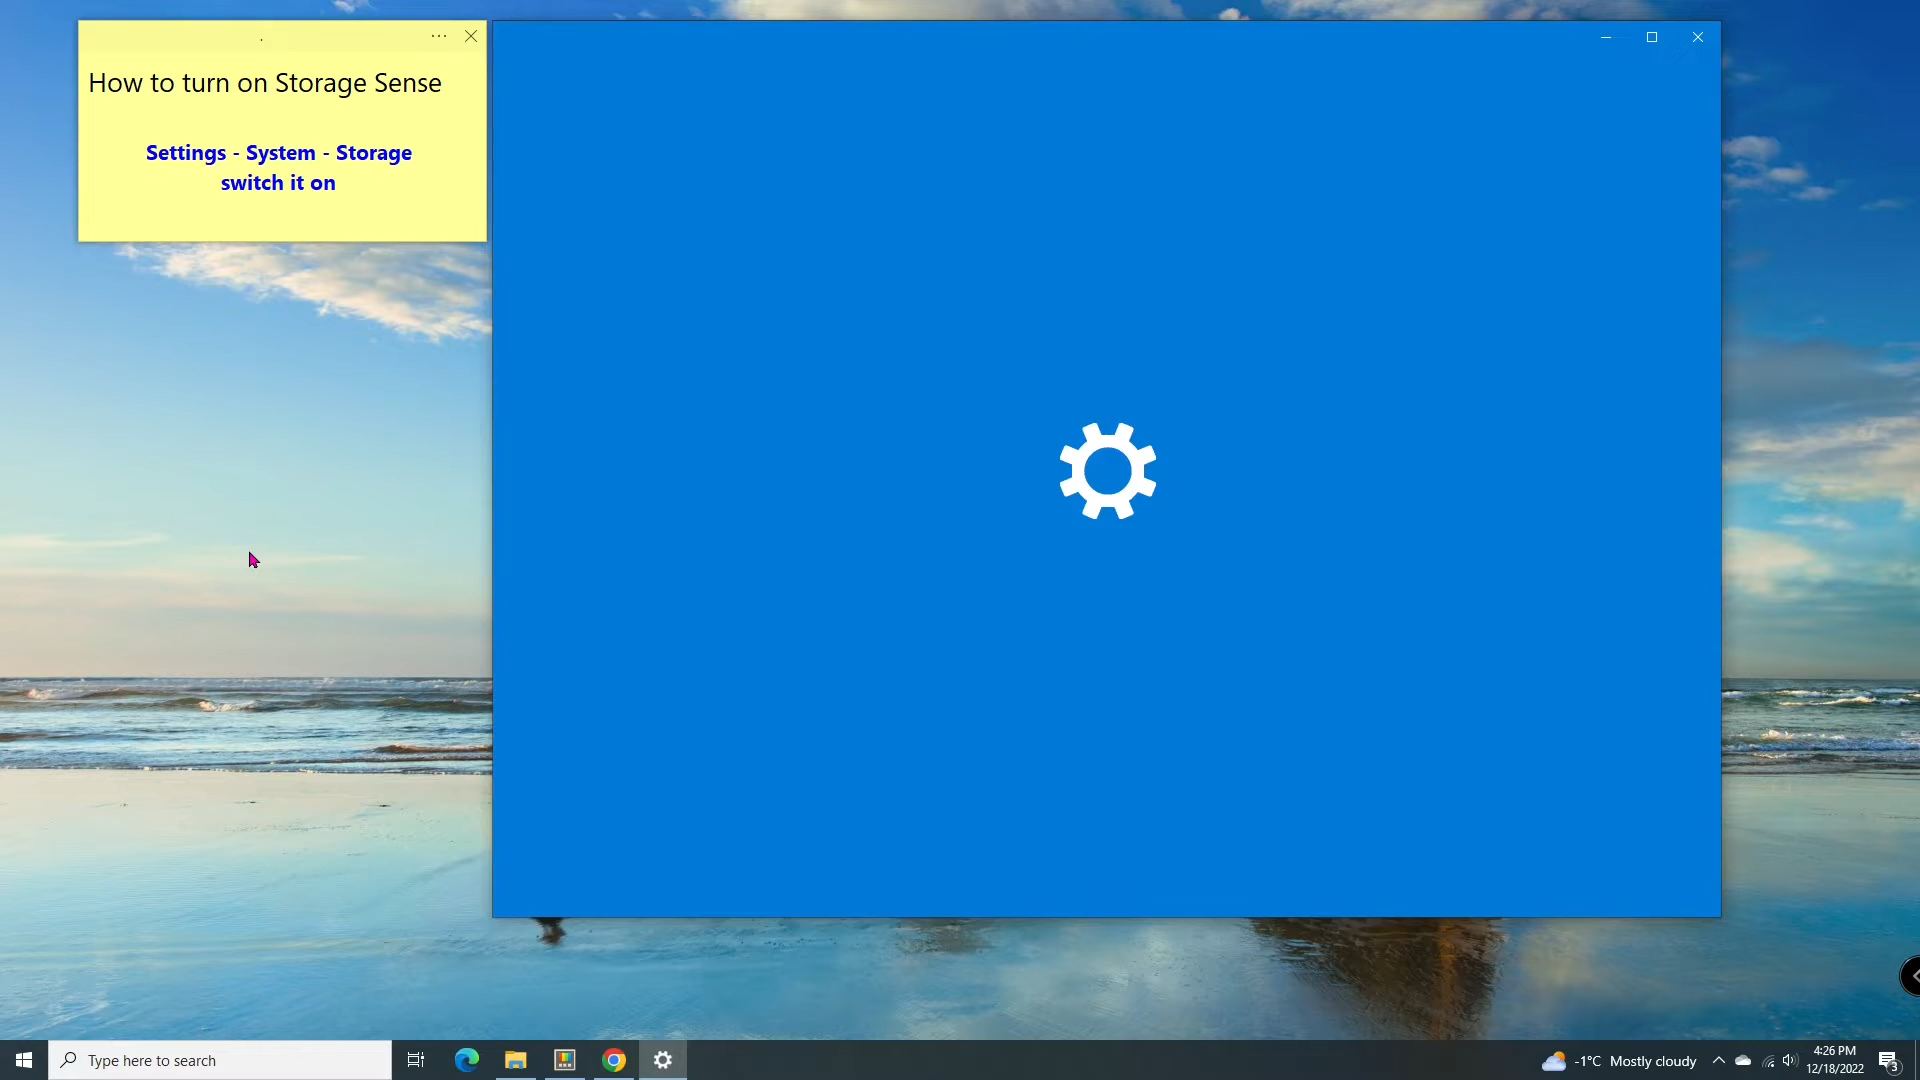 How to turn on Storage Sense
Settings - System - Storage
switch it on
Type here to search
-1°C Mostly cloudy
4:26 PM
12/18/2022
3